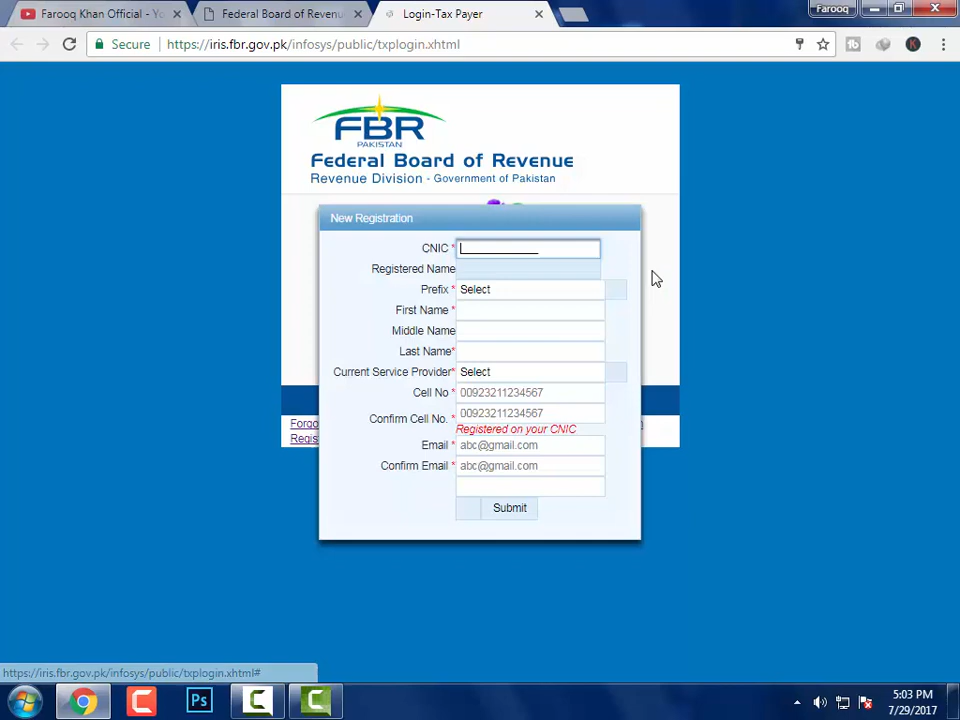 Farooq Khan Official - Yo
Federal Board of Revenu
Login-Tax Payer
Farooq
Secure
https://iris.fbr.gov.pk/infosys/public/txplogin.xhtml
K
FBR
PAKISTAN
Federal Board of Revenue
Revenue Division - Government of Pakistan
New Registration
CNIC *
Registered Name
Prefix * Select
First Name *
Middle Name
Last Name*
Current Service Provider* Select
Cell No * 00923211234567
Confirm Cell No. * 00923211234567
Registered on your CNIC
Email * abc@gmail.com
Confirm Email * abc@gmail.com
Submit
Forgo
Regis
https://iris.fbr.gov.pk/infosys/public/txplogin.xhtml#
Ps
5:03 PM
7/29/2017